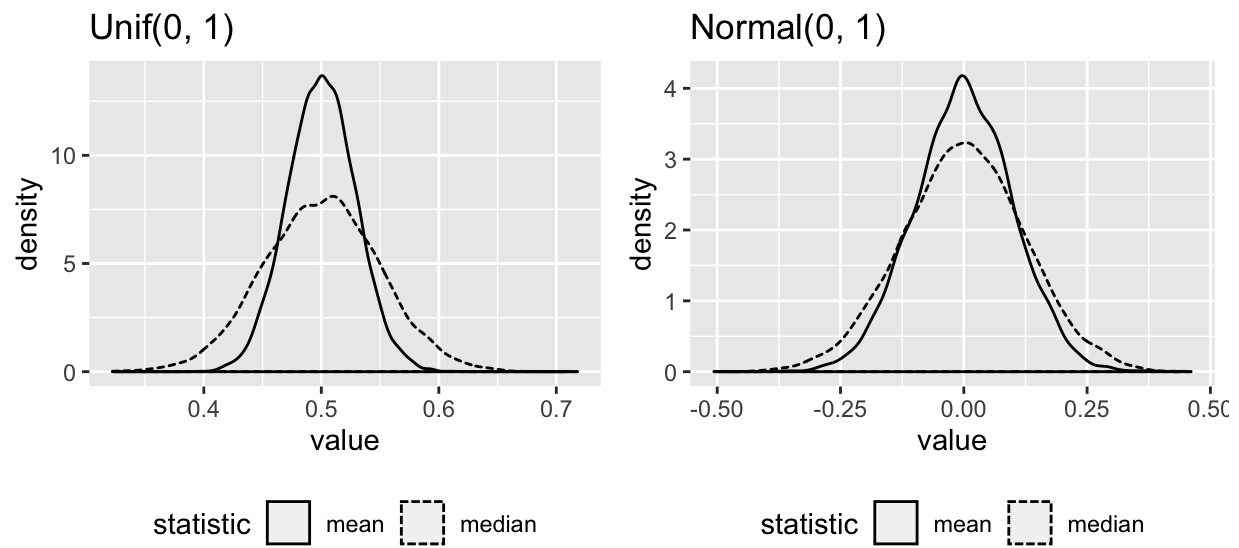 Unif(0, 1)
density
10
5
0
0.4 0.5 0.6 0.7
value
statistic mean median
Normal(0, 1)
density
4
3
2
1
0
-0.50 -0.25 0.00 0.25 0.50
value
statistic mean median